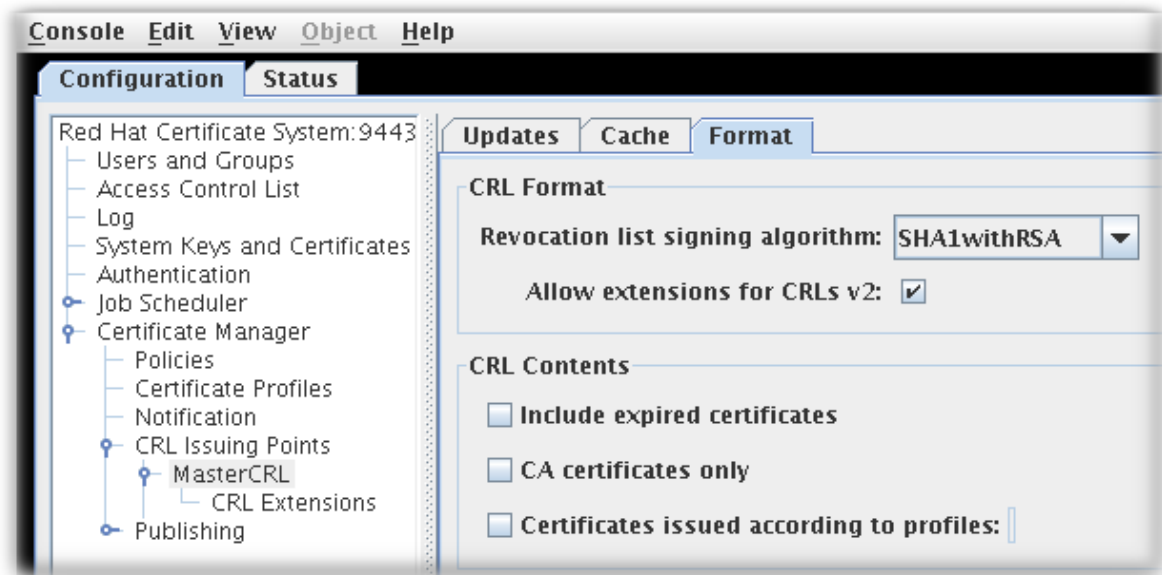 Console Edit View Object Help
Configuration Status
Red Hat Certificate System:9443
Users and Groups
Access Control List
Log
System Keys and Certificates
Authentication
Job Scheduler
Certificate Manager
Policies
Certificate Profiles
Notification
CRL Issuing Points
MasterCRL
CRL Extensions
Publishing
Updates Cache Format
CRL Format
Revocation list signing algorithm: SHA1withRSA
Allow extensions for CRLs v2:
CRL Contents
Include expired certificates
CA certificates only
Certificates issued according to profiles: